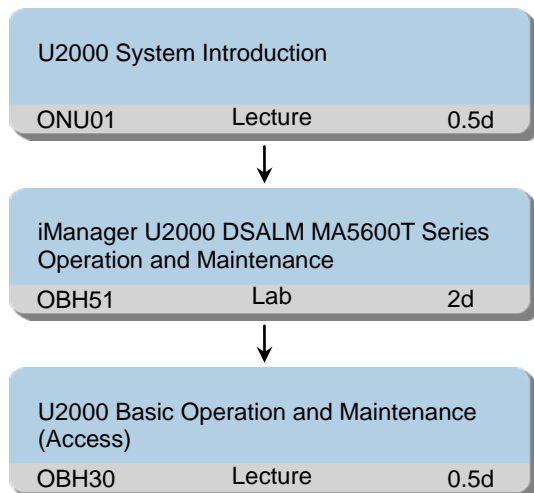 U2000 System Introduction
ONU01 Lecture 0.5d
iManager U2000 DSALM MA5600T Series
Operation and Maintenance
OBH51 Lab 2d
U2000 Basic Operation and Maintenance
(Access)
OBH30 Lecture 0.5d